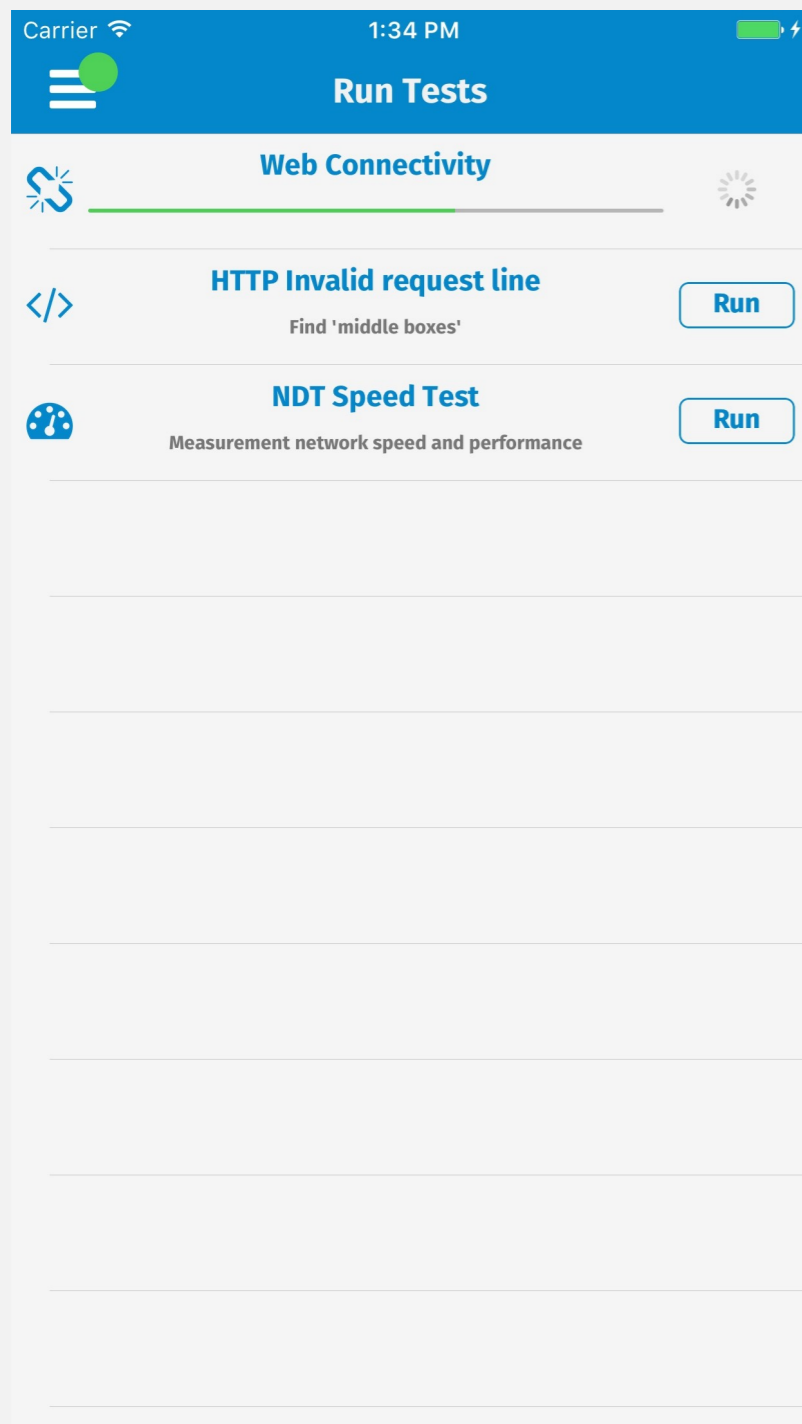 Carrier
1:34 PM
Run Tests
Web Connectivity
HTTP Invalid request line
Find 'middle boxes'
Run
NDT Speed Test
Measurement network speed and performance
Run